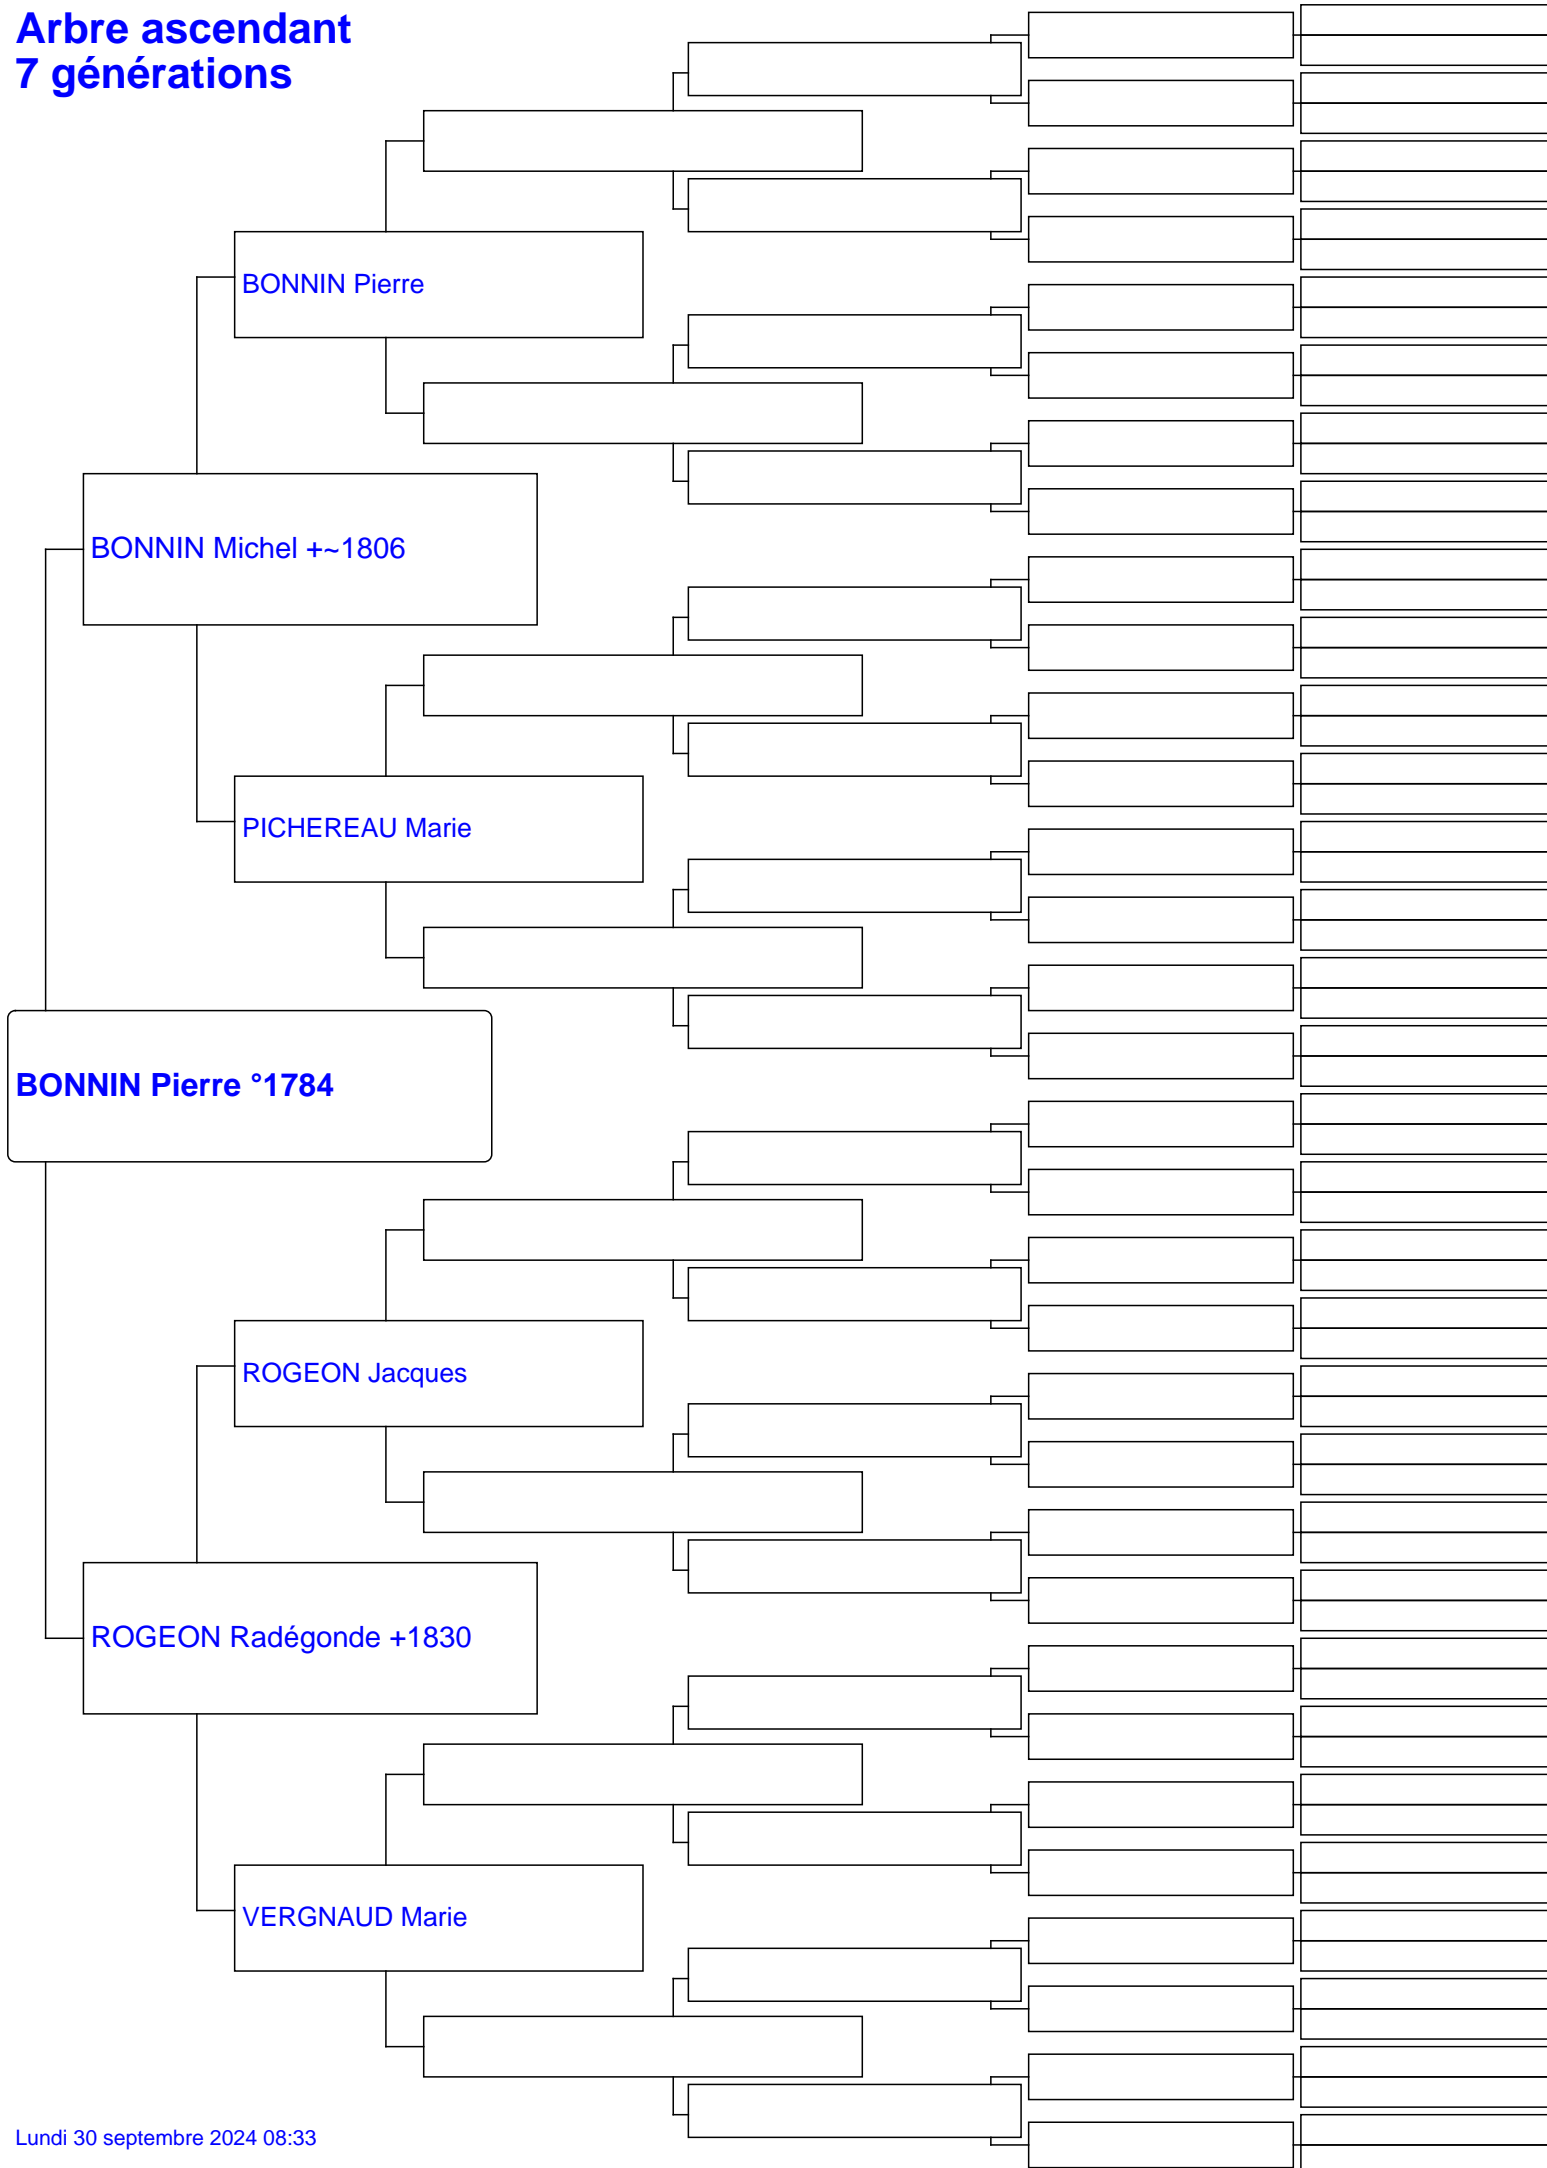 Arbre ascendant
7 générations
BONNIN Pierre
BONNIN Michel +~1806
PICHEREAU Marie
BONNIN Pierre °1784
ROGEON Jacques
ROGEON Radégonde +1830
VERGNAUD Marie
Lundi 30 septembre 2024 08:33